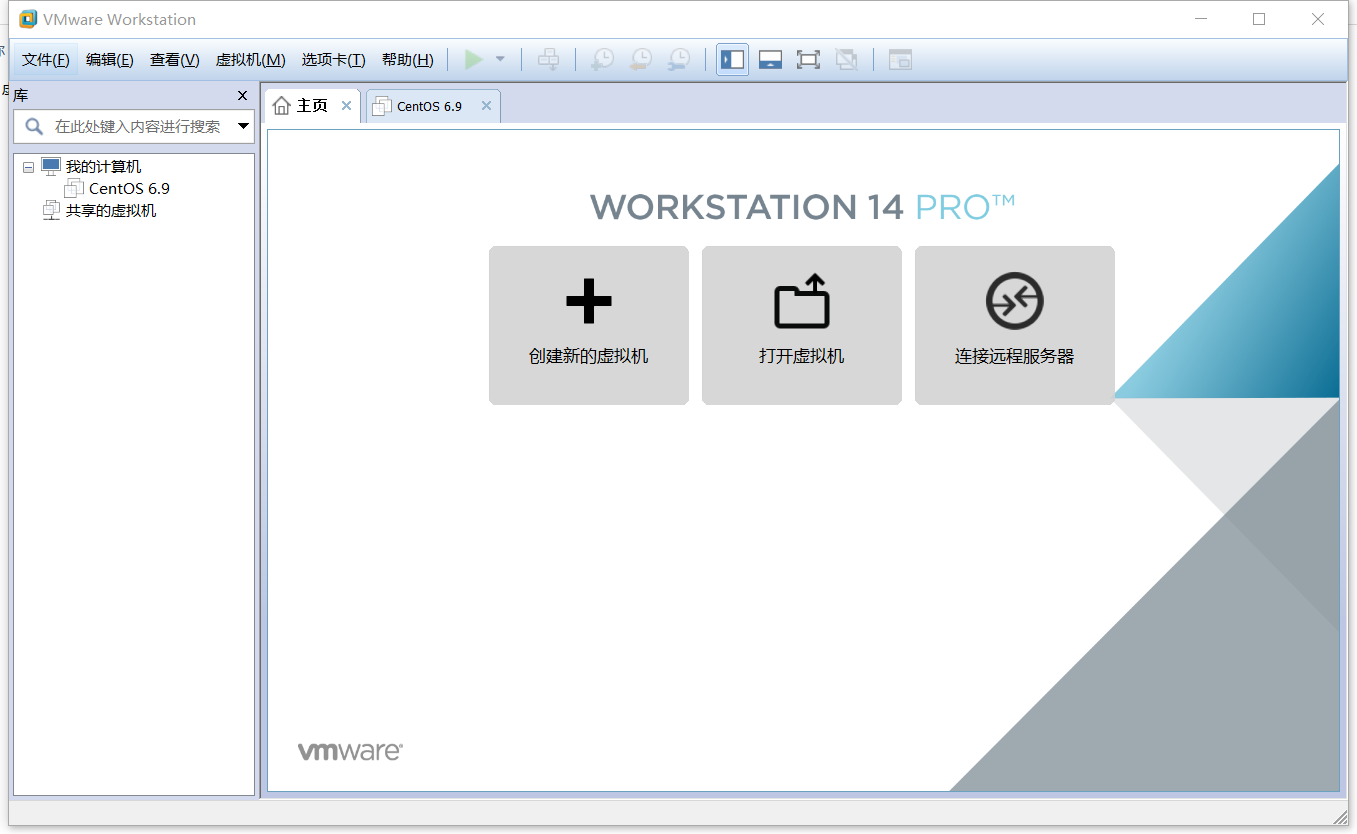 VMware Workstation
文件(F) 编辑(E) 查看(V) 虚拟机(M) 选项卡(T) 帮助(H)
库
在此处键入内容进行搜索
我的计算机
CentOS 6.9
共享的虚拟机
主页
CentOS 6.9
WORKSTATION 14 PRO™
创建新的虚拟机
打开虚拟机
连接远程服务器
vmware®